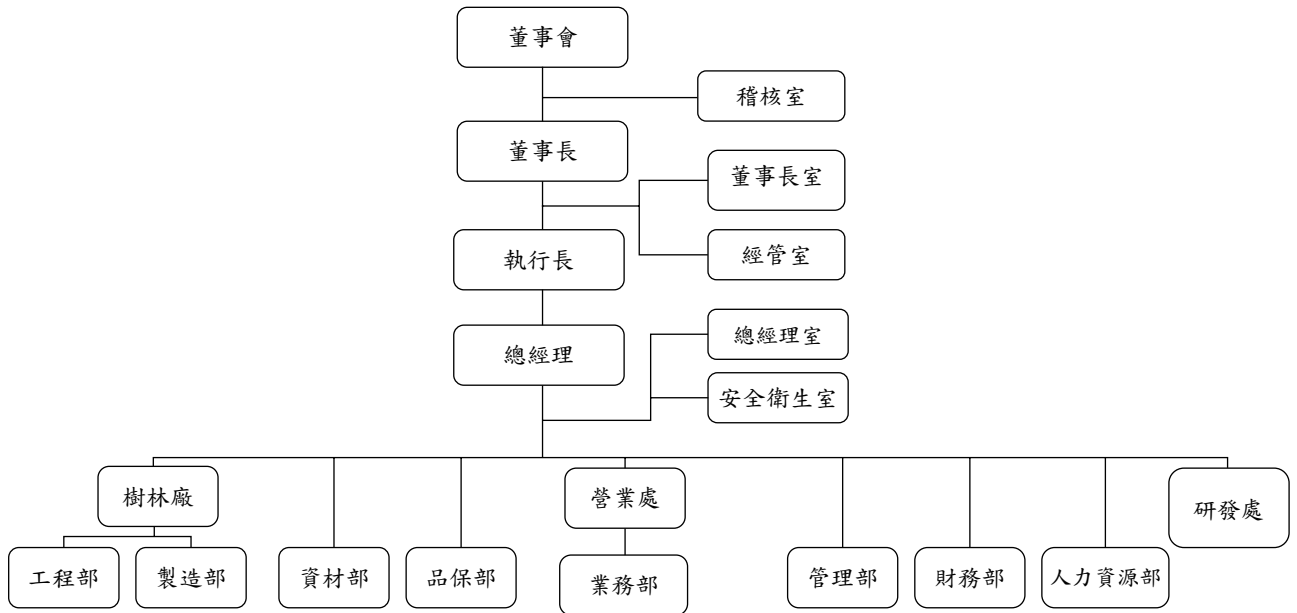 董事會
稽核室
董事長
董事長室
經管室
執行長
總經理
總經理室
安全衛生室
樹林廠
營業處
研發處
工程部
製造部
資材部
品保部
業務部
管理部
財務部
人力資源部